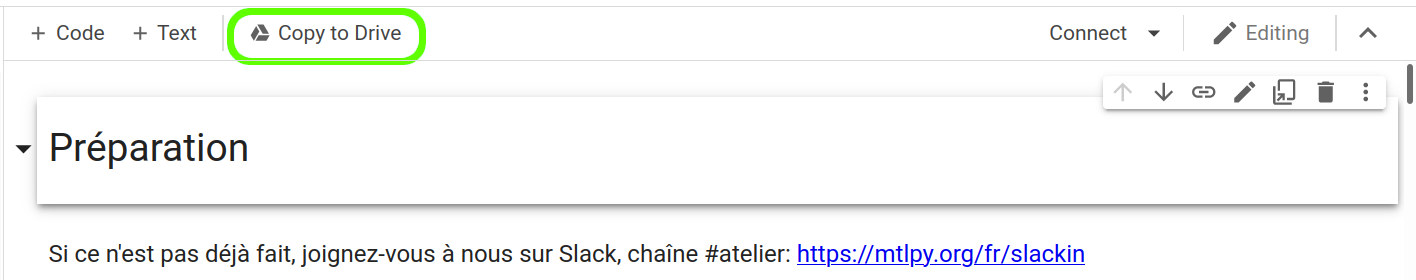 + Code + Text Copy to Drive Connect Editing
Préparation
Si ce n'est pas déjà fait, joignez-vous à nous sur Slack, chaîne #atelier: https://mtlpy.org/fr/slackin